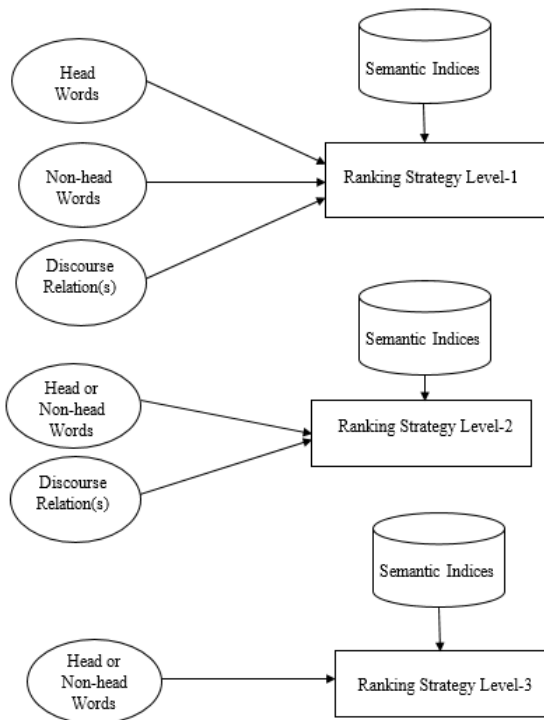 Head
Words
Semantic Indices
Non-head
Words
Ranking Strategy Level-1
Discourse
Relation(s)
Semantic Indices
Head or
Non-head
Words
Ranking Strategy Level-2
Discourse
Relation(s)
Semantic Indices
Head or
Non-head
Words
Ranking Strategy Level-3